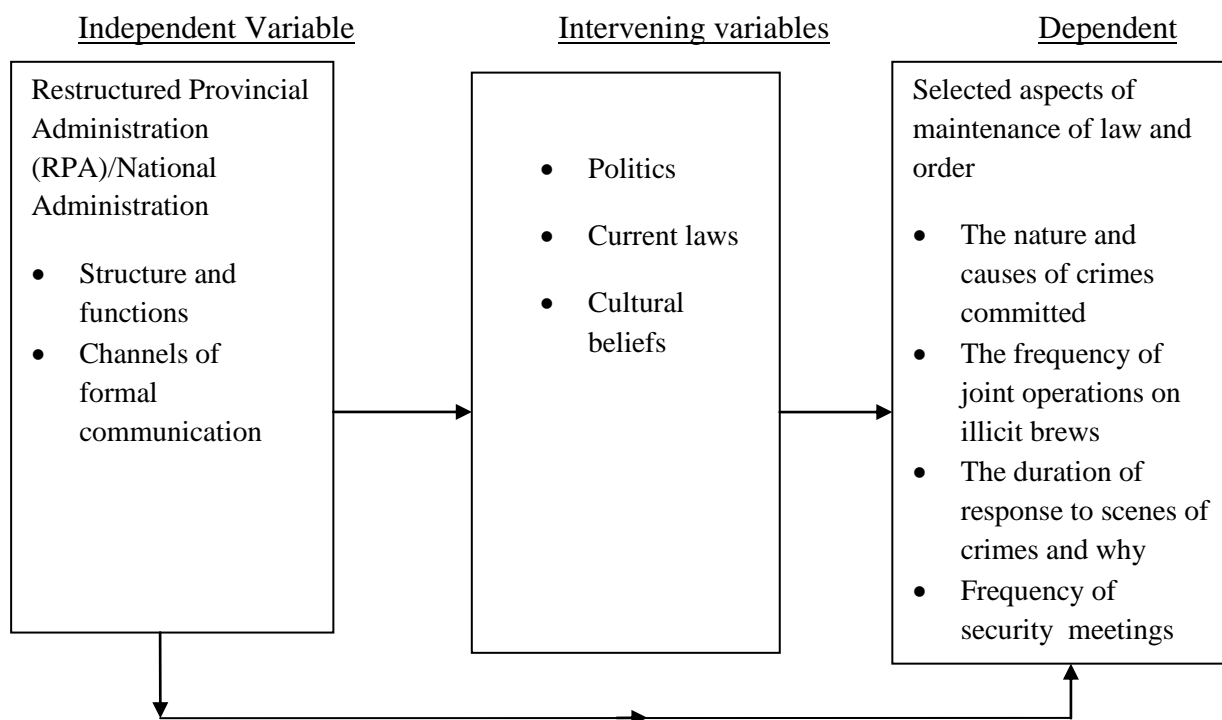 Independent Variable
Intervening variables
Dependent
Restructured Provincial
Administration
(RPA)/National
Administration
• Structure and
functions
• Channels of
formal
communication
• Politics
• Current laws
• Cultural
beliefs
Selected aspects of
maintenance of law and
order
• The nature and
causes of crimes
committed
• The frequency of
joint operations on
illicit brews
• The duration of
response to scenes of
crimes and why
• Frequency of
security meetings